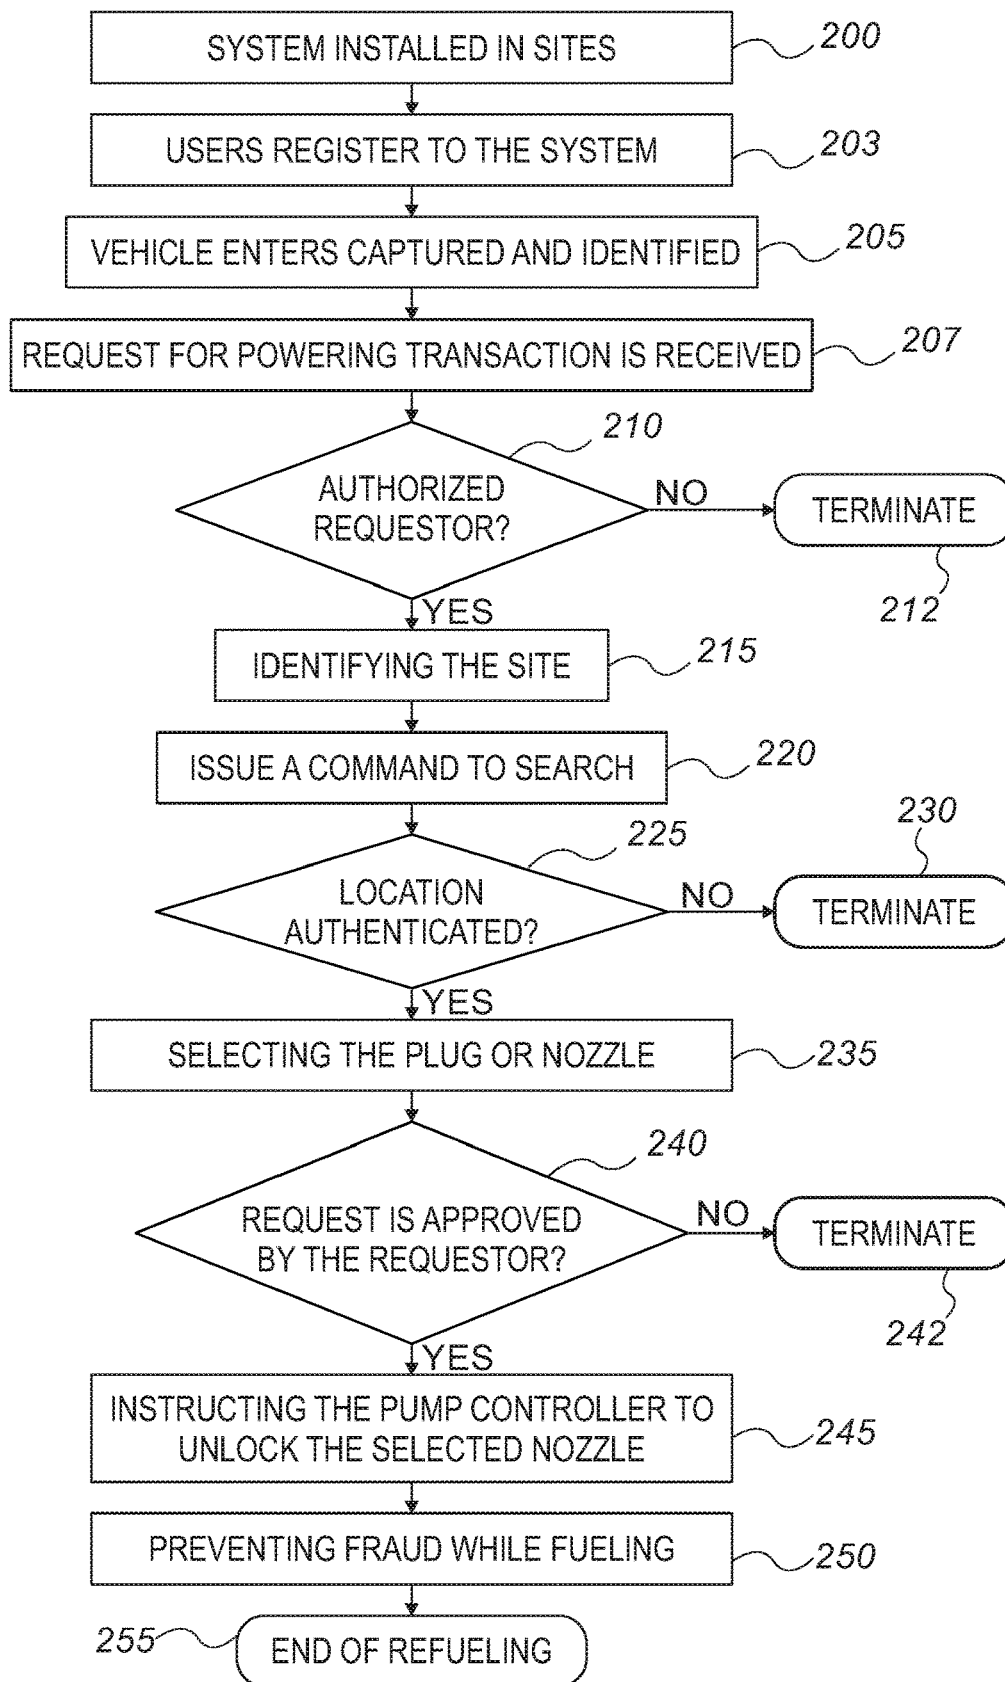 SYSTEM INSTALLED IN SITES
200
USERS REGISTER TO THE SYSTEM
203
VEHICLE ENTERS CAPTURED AND IDENTIFIED
205
REQUEST FOR POWERING TRANSACTION IS RECEIVED
207
210
AUTHORIZED
REQUESTOR?
NO
TERMINATE
212
YES
IDENTIFYING THE SITE
215
ISSUE A COMMAND TO SEARCH
220
225
LOCATION
AUTHENTICATED?
NO
230
TERMINATE
YES
SELECTING THE PLUG OR NOZZLE
235
240
REQUEST IS APPROVED
BY THE REQUESTOR?
NO
TERMINATE
242
YES
INSTRUCTING THE PUMP CONTROLLER TO
UNLOCK THE SELECTED NOZZLE
245
PREVENTING FRAUD WHILE FUELING
250
255
END OF REFUELING